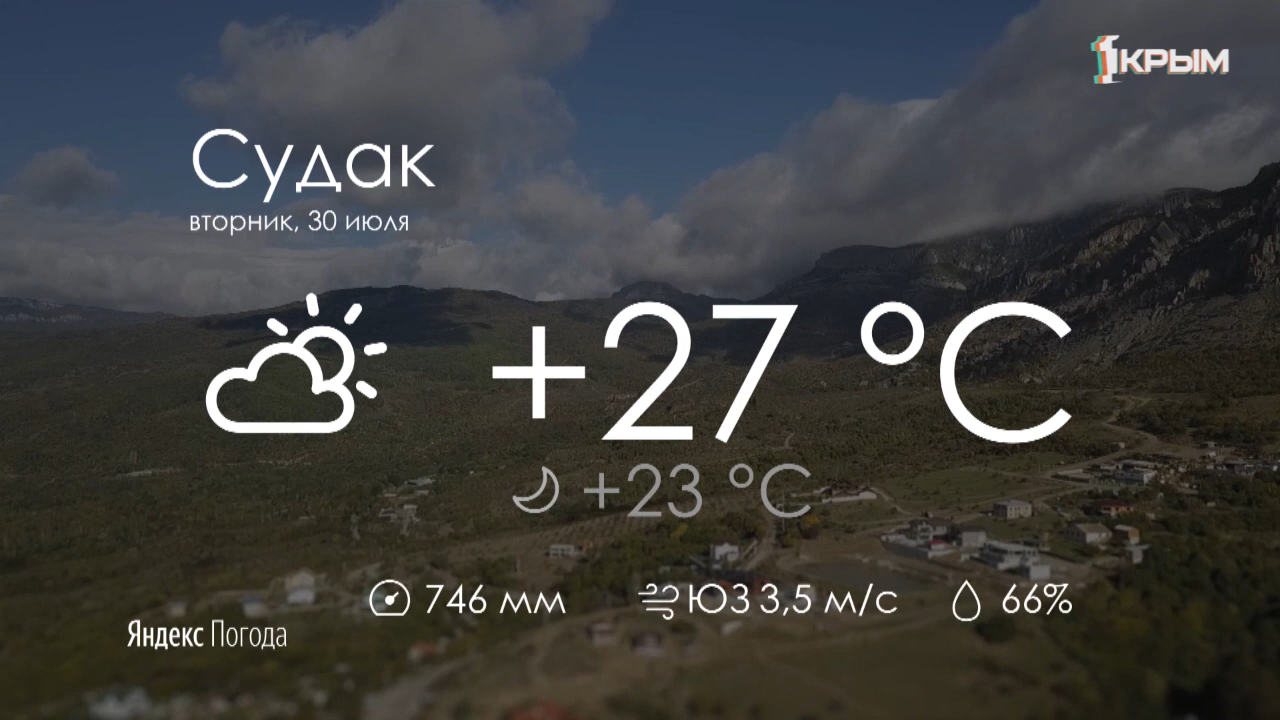 1КРЫМ
Судак
вторник, 30 июля
+27 °C
+23 °C
746 мм ЮЗ 3,5 м/с 66%
Яндекс Погода